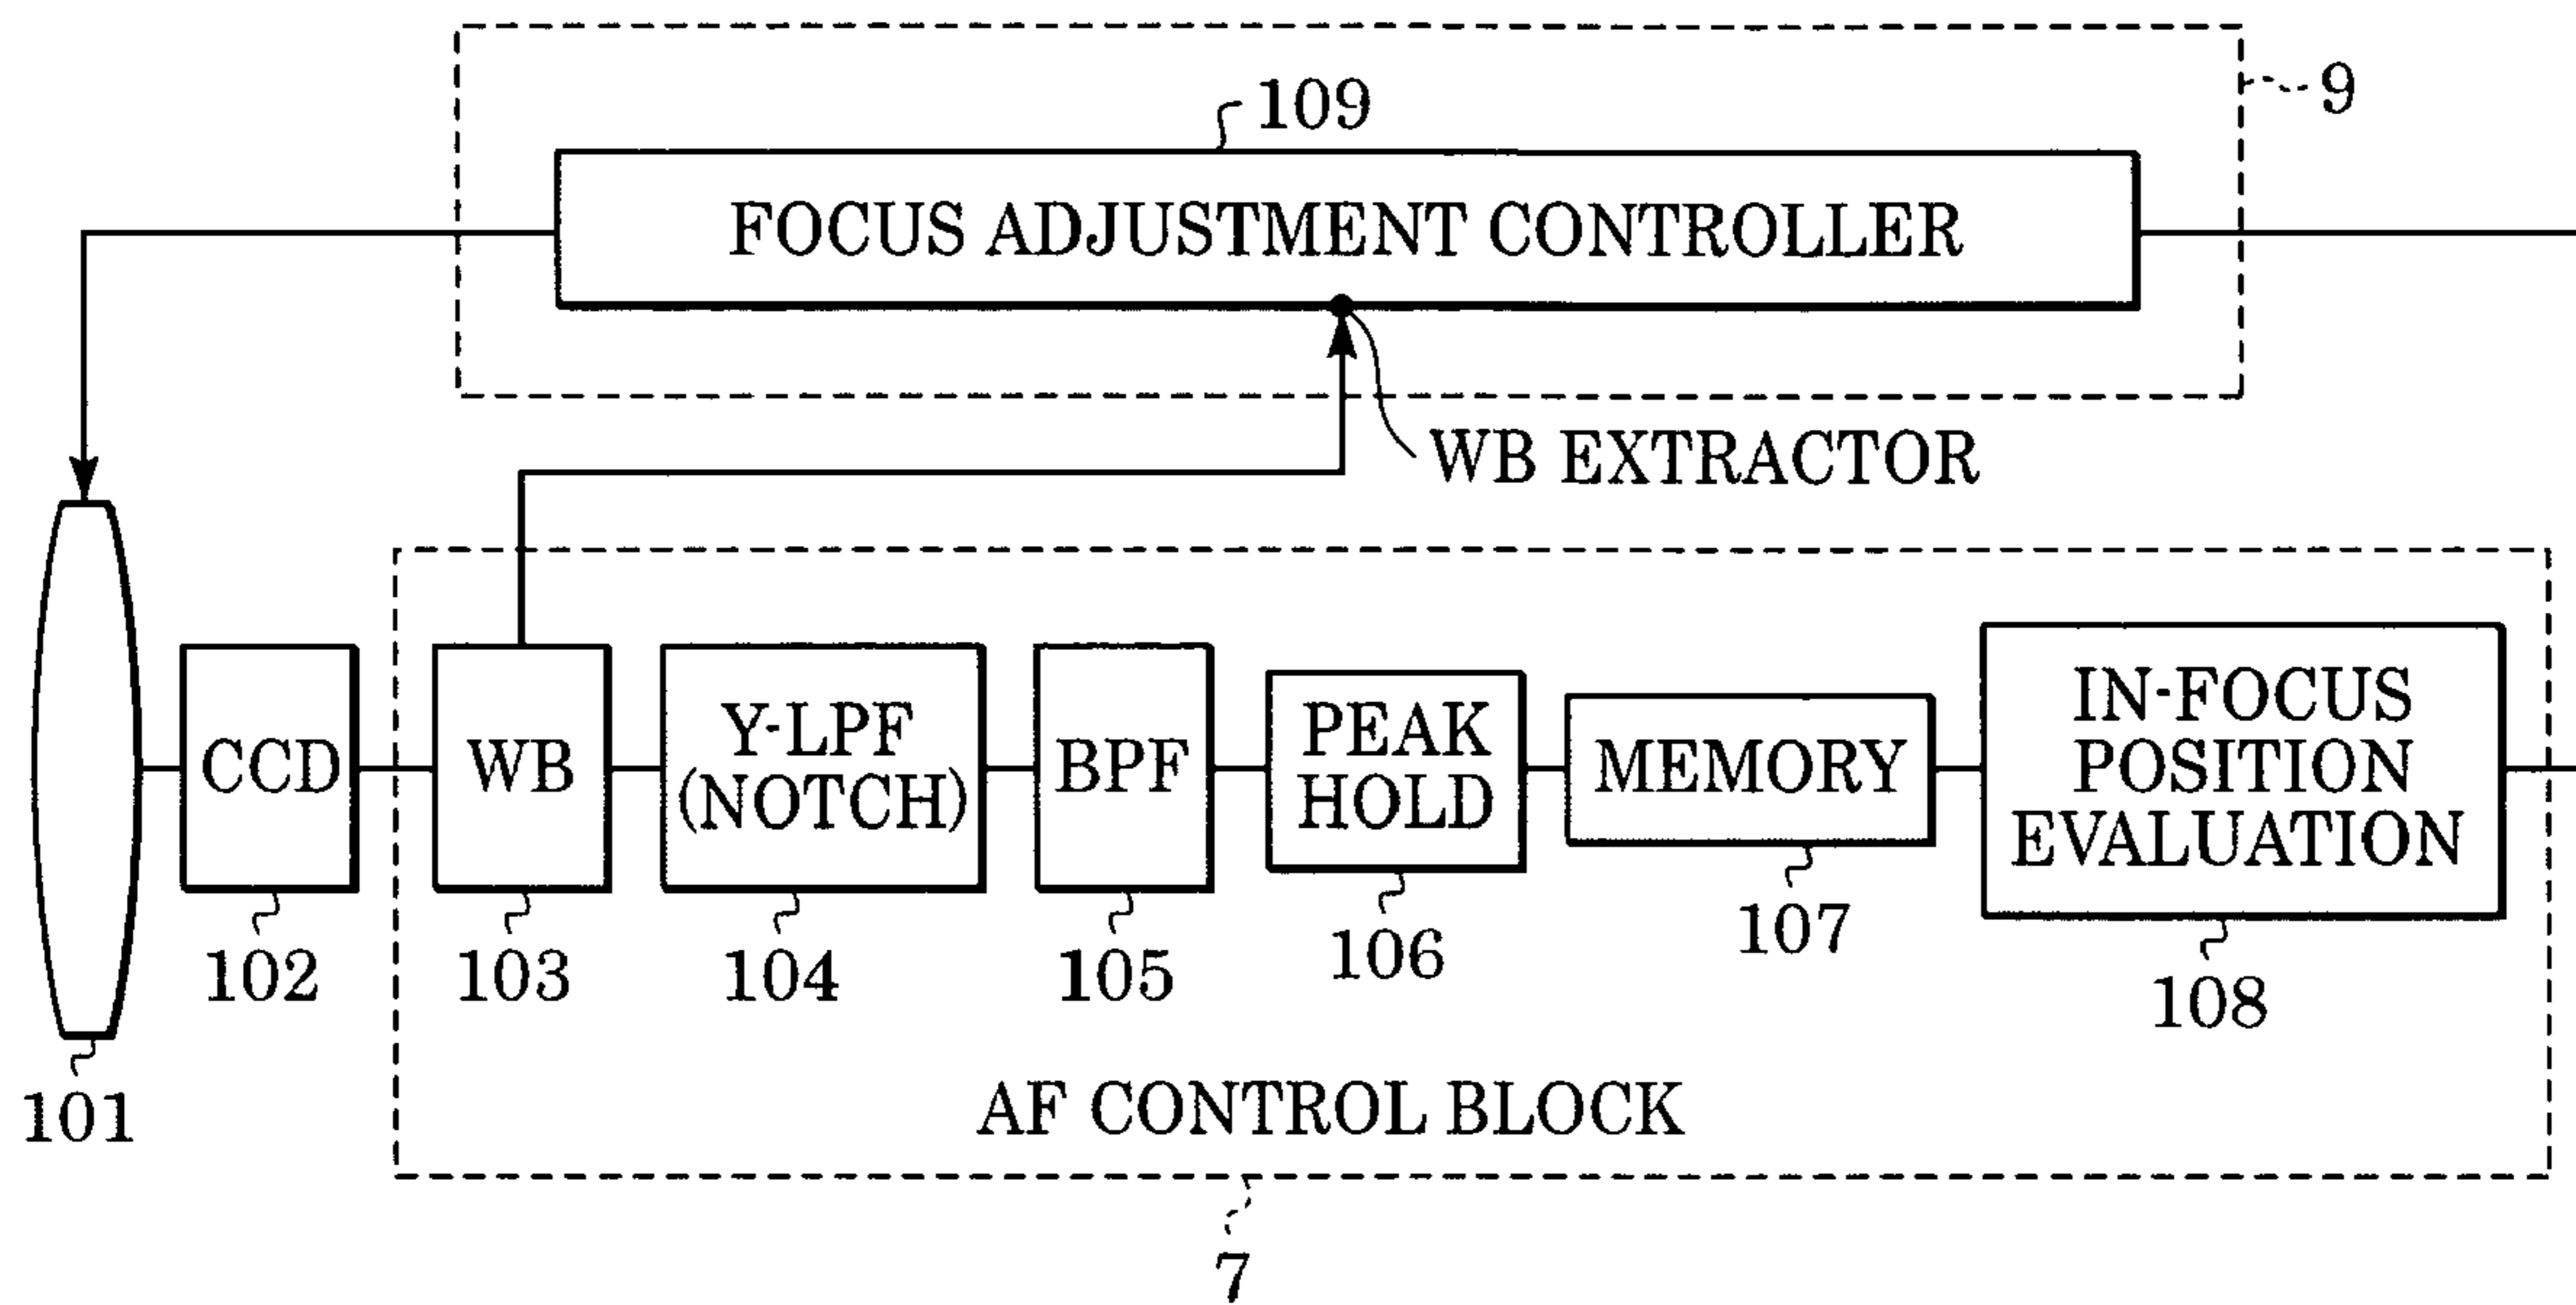 9
109
FOCUS ADJUSTMENT CONTROLLER
WB EXTRACTOR
CCD
WB
Y-LPF
(NOTCH)
BPF
PEAK
HOLD
MEMORY
IN-FOCUS
POSITION
EVALUATION
101
102
103
104
105
106
107
108
AF CONTROL BLOCK
7